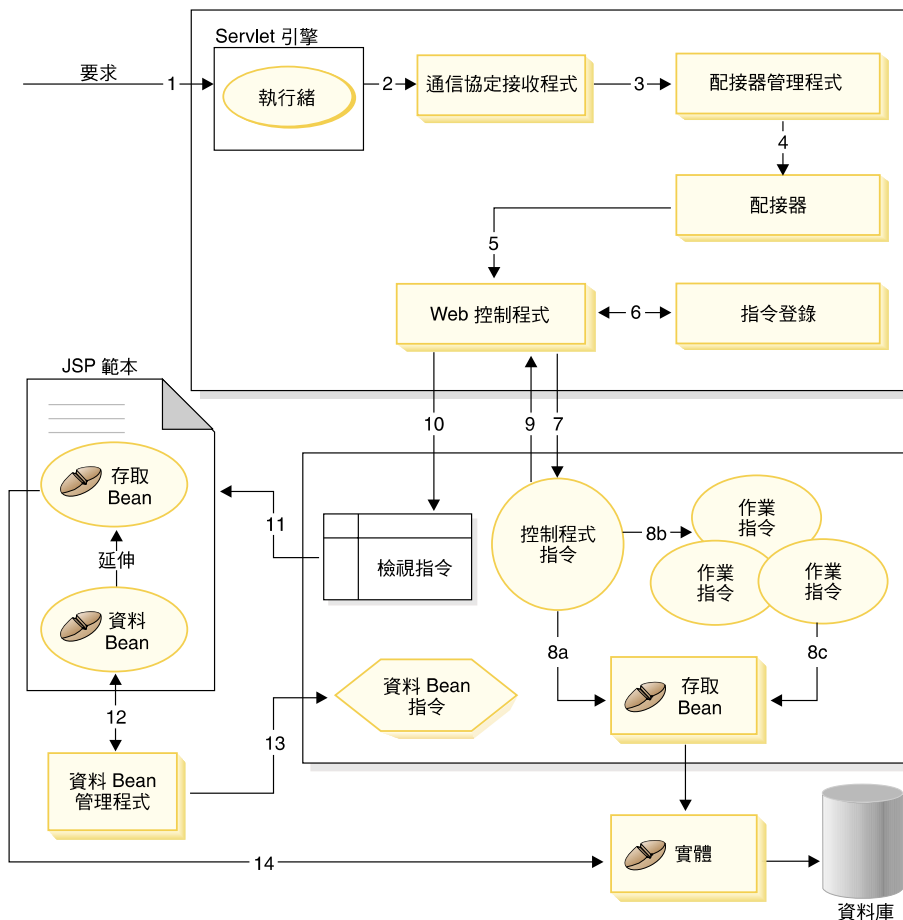 Servlet 引擎
要求
1
執行緒
2
通信協定接收程式
3
配接器管理程式
4
配接器
5
Web 控制程式
6
指令登錄
JSP 範本
10
9
7
存取
Bean
11
延伸
資料
Bean
檢視指令
控制程式
指令
8b
作業
指令
作業
指令
作業
指令
8a
8c
資料 Bean
指令
存取
Bean
12
13
資料 Bean
管理程式
14
實體
資料庫